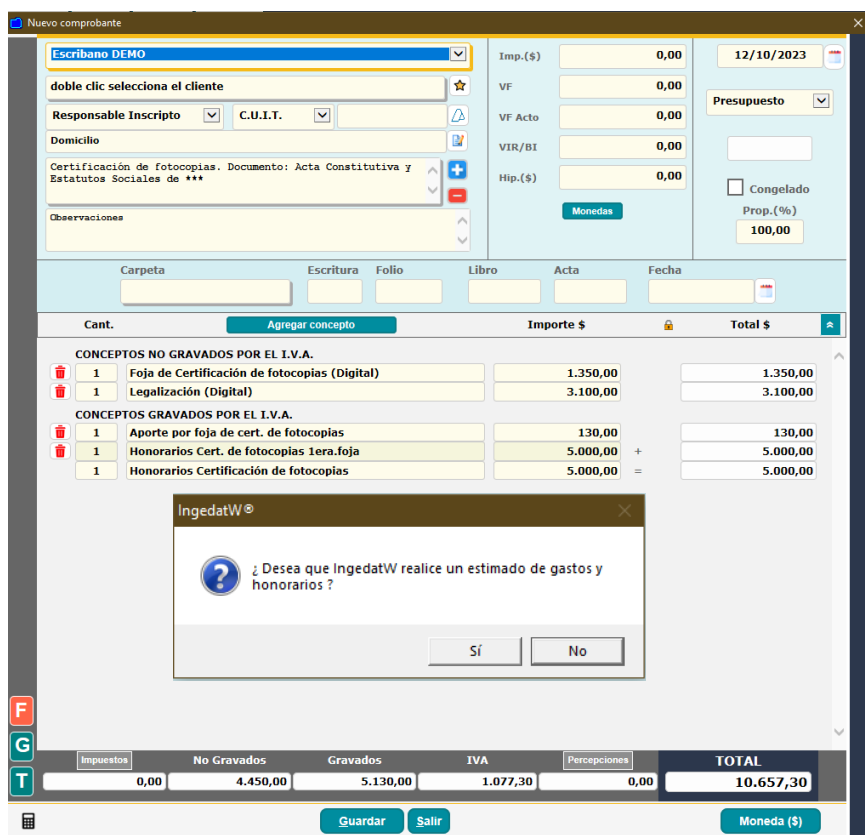 Nuevo comprobante
Escribano DEMO
doble clic selecciona el cliente
Responsable Inscripto C.U.I.T.
Domicilio
Certificación de fotocopias. Documento: Acta Constitutiva y
Estatutos Sociales de ***
Observaciones
Imp.($) 0,00
VF 0,00
VF Acto 0,00
VIR/BI 0,00
Hip.($) 0,00
Monedas
12/10/2023
Presupuesto
Congelado
Prop.(%)
100,00
Carpeta Escritura Folio Libro Acta Fecha
Cant. Agregar concepto Importe $ Total $
CONCEPTOS NO GRAVADOS POR EL I.V.A.
1 Foja de Certificación de fotocopias (Digital) 1.350,00 1.350,00
1 Legalización (Digital) 3.100,00 3.100,00
CONCEPTOS GRAVADOS POR EL I.V.A.
1 Aporte por foja de cert. de fotocopias 130,00 130,00
1 Honorarios Cert. de fotocopias 1era.foja 5.000,00 + 5.000,00
1 Honorarios Certificación de fotocopias 5.000,00 = 5.000,00
IngedatW®
¿ Desea que IngedatW realice un estimado de gastos y
honorarios ?
Sí No
F
G
T
Impuestos No Gravados Gravados IVA Percepciones TOTAL
0,00 4.450,00 5.130,00 1.077,30 0,00 10.657,30
Guardar Salir Moneda ($)